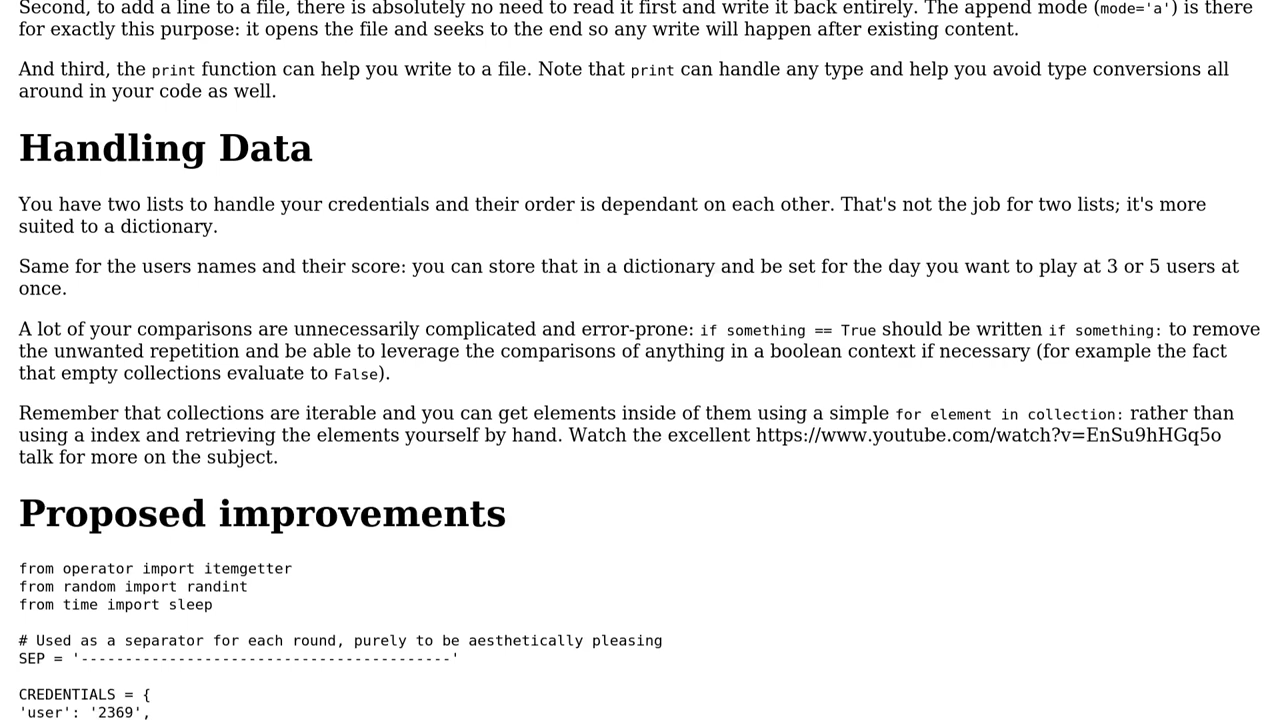 Second, to add a line to a file, there is absolutely no need to read it first and write it back entirely. The append mode (mode='a') is there
for exactly this purpose: it opens the file and seeks to the end so any write will happen after existing content.
And third, the print function can help you write to a file. Note that print can handle any type and help you avoid type conversions all
around in your code as well.
Handling Data
You have two lists to handle your credentials and their order is dependant on each other. That's not the job for two lists; it's more
suited to a dictionary.
Same for the users names and their score: you can store that in a dictionary and be set for the day you want to play at 3 or 5 users at
once.
A lot of your comparisons are unnecessarily complicated and error-prone: if something == True should be written if something: to remove
the unwanted repetition and be able to leverage the comparisons of anything in a boolean context if necessary (for example the fact
that empty collections evaluate to False).
Remember that collections are iterable and you can get elements inside of them using a simple for element in collection: rather than
using a index and retrieving the elements yourself by hand. Watch the excellent https://www.youtube.com/watch?v=EnSu9hHGq5o
talk for more on the subject.
Proposed improvements
from operator import itemgetter
from random import randint
from time import sleep
# Used as a separator for each round, purely to be aesthetically pleasing
SEP = '------------------------------------------'
CREDENTIALS = {
'user': '2369',